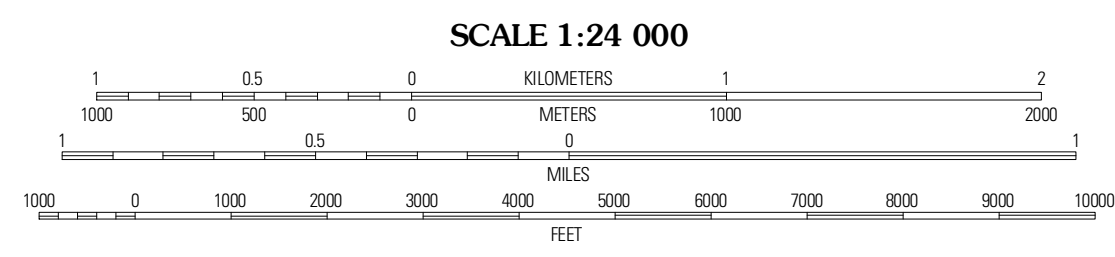 SCALE 1:24 000
1 0.5 0 KILOMETERS 1 2
1000 500 0 METERS 1000 2000
1 0.5 0 1
MILES
1000 0 1000 2000 3000 4000 5000 6000 7000 8000 9000 10000
FEET